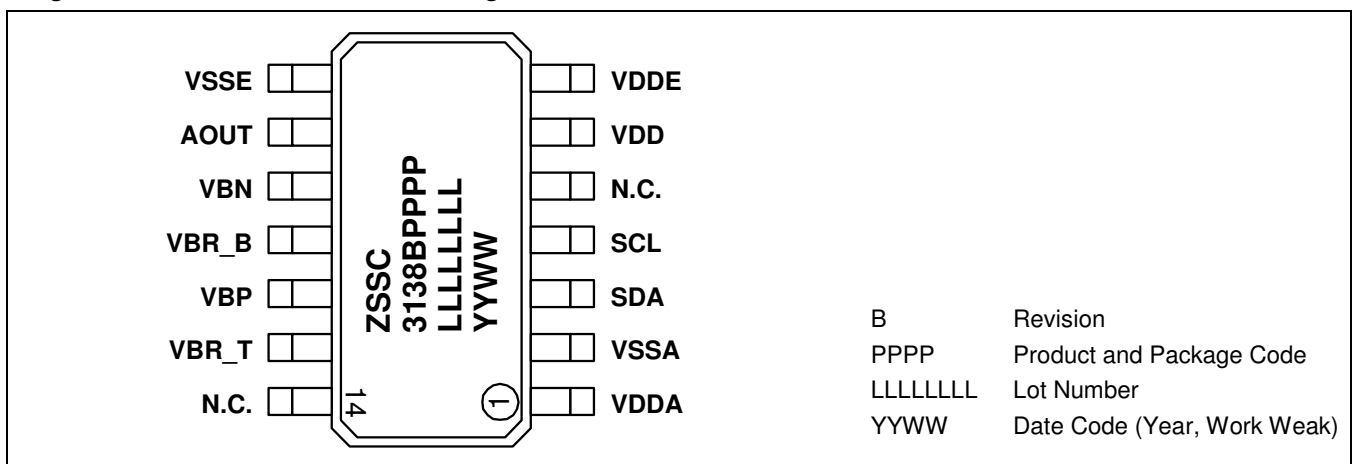 VSSE
AOUT
VBN
VBR_B
VBP
VBR_T
N.C.
ZSSC
3138BPPPP
LLLLLLLL
YYWW
14
1
VDDE
VDD
N.C.
SCL
SDA
VSSA
VDDA
B Revision
PPPP Product and Package Code
LLLLLLLL Lot Number
YYWW Date Code (Year, Work Weak)